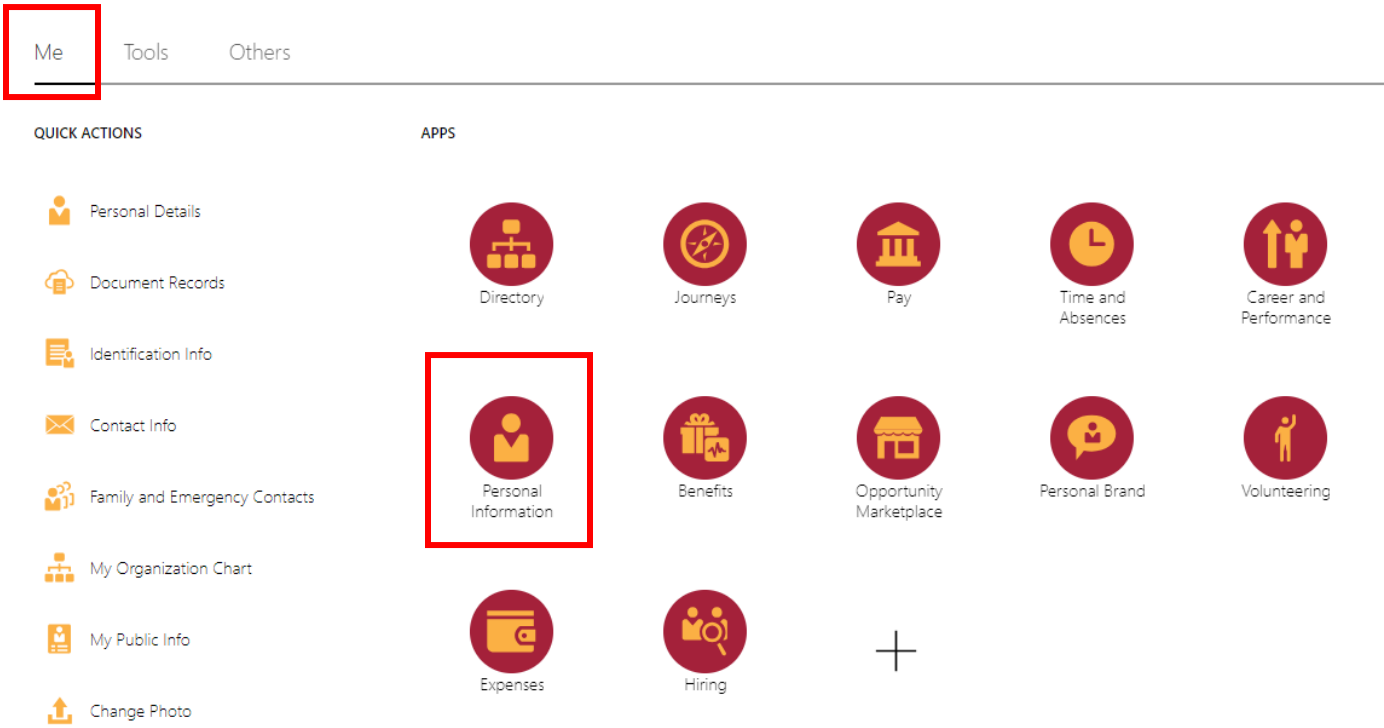 Me Tools Others
QUICK ACTIONS
Personal Details
Document Records
Identification Info
Contact Info
Family and Emergency Contacts
My Organization Chart
My Public Info
Change Photo
APPS
Directory
Journeys
Pay
Time and
Absences
Career and
Performance
Personal
Information
Benefits
Opportunity
Marketplace
Personal Brand
Volunteering
Expenses
Hiring